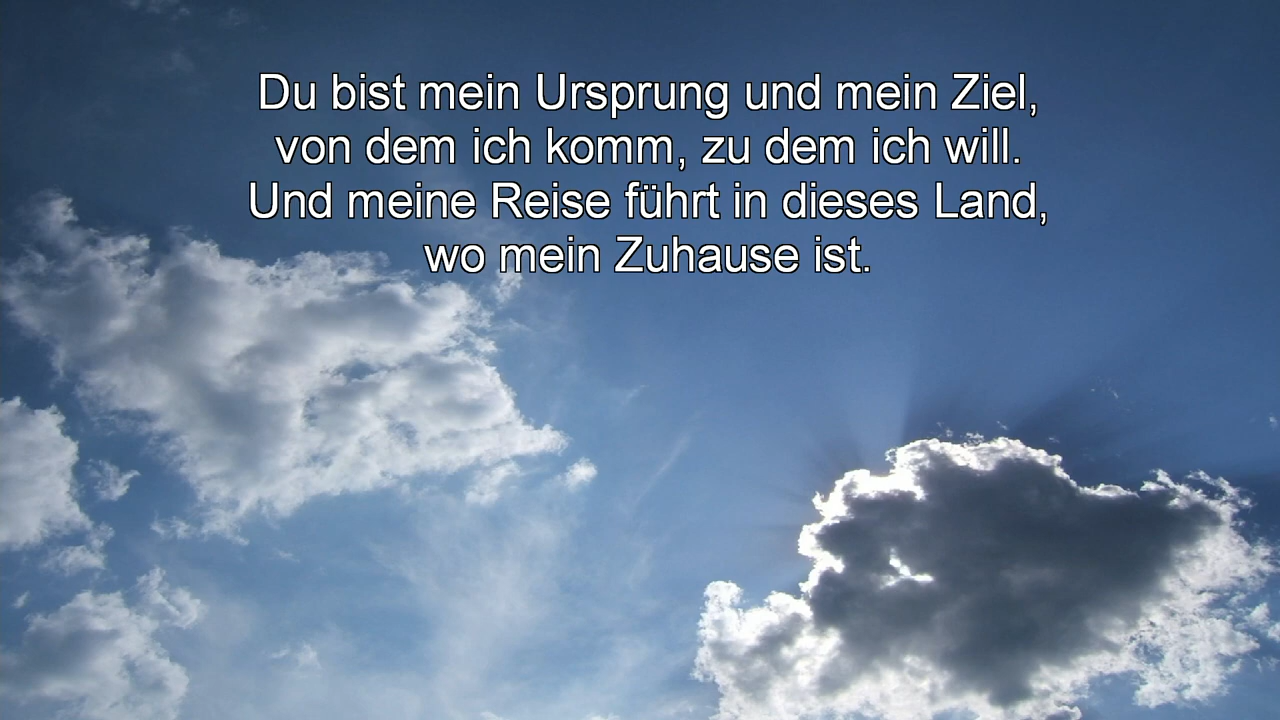 Du bist mein Ursprung und mein Ziel,
von dem ich komm, zu dem ich will.
Und meine Reise führt in dieses Land,
wo mein Zuhause ist.